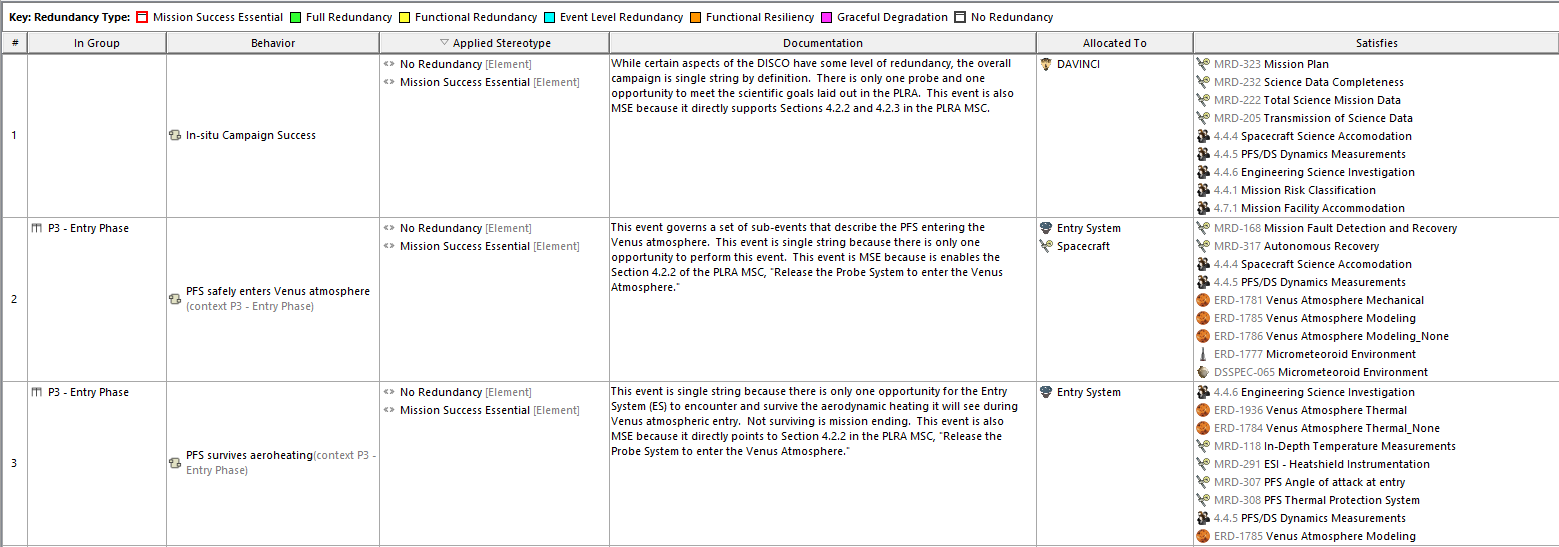 Key: Redundancy Type: Mission Success Essential Full Redundancy Functional Redundancy Event Level Redundancy Functional Resiliency Graceful Degradation No Redundancy
# In Group Behavior Applied Stereotype Documentation Allocated To Satisfies
1
In-situ Campaign Success
No Redundancy [Element]
Mission Success Essential [Element]
While certain aspects of the DISCO have some level of redundancy, the overall
campaign is single string by definition. There is only one probe and one
opportunity to meet the scientific goals laid out in the PLRA. This event is also
MSE because it directly supports Sections 4.2.2 and 4.2.3 in the PLRA MSC.
DAVINCI
MRD-323 Mission Plan
MRD-232 Science Data Completeness
MRD-222 Total Science Mission Data
MRD-205 Transmission of Science Data
4.4.4 Spacecraft Science Accomodation
4.4.5 PFS/DS Dynamics Measurements
4.4.6 Engineering Science Investigation
4.4.1 Mission Risk Classification
4.7.1 Mission Facility Accommodation
2
P3 - Entry Phase
PFS safely enters Venus atmosphere
(context P3 - Entry Phase)
No Redundancy [Element]
Mission Success Essential [Element]
This event governs a set of sub-events that describe the PFS entering the
Venus atmosphere. This event is single string because there is only one
opportunity to perform this event. This event is MSE because is enables the
Section 4.2.2 of the PLRA MSC, "Release the Probe System to enter the Venus
Atmosphere."
Entry System
Spacecraft
MRD-168 Mission Fault Detection and Recovery
MRD-317 Autonomous Recovery
4.4.4 Spacecraft Science Accomodation
4.4.5 PFS/DS Dynamics Measurements
ERD-1781 Venus Atmosphere Mechanical
ERD-1785 Venus Atmosphere Modeling
ERD-1786 Venus Atmosphere Modeling_None
ERD-1777 Micrometeoroid Environment
DSSPEC-065 Micrometeoroid Environment
3
P3 - Entry Phase
PFS survives aeroheating(context P3 -
Entry Phase)
No Redundancy [Element]
Mission Success Essential [Element]
This event is single string because there is only one opportunity for the Entry
System (ES) to encounter and survive the aerodynamic heating it will see during
Venus atmospheric entry. Not surviving is mission ending. This event is also
MSE because it directly points to Section 4.2.2 in the PLRA MSC, "Release the
Probe System to enter the Venus Atmosphere."
Entry System
4.4.6 Engineering Science Investigation
ERD-1936 Venus Atmosphere Thermal
ERD-1784 Venus Atmosphere Thermal_None
MRD-118 In-Depth Temperature Measurements
MRD-291 ESI - Heatshield Instrumentation
MRD-307 PFS Angle of attack at entry
MRD-308 PFS Thermal Protection System
4.4.5 PFS/DS Dynamics Measurements
ERD-1785 Venus Atmosphere Modeling